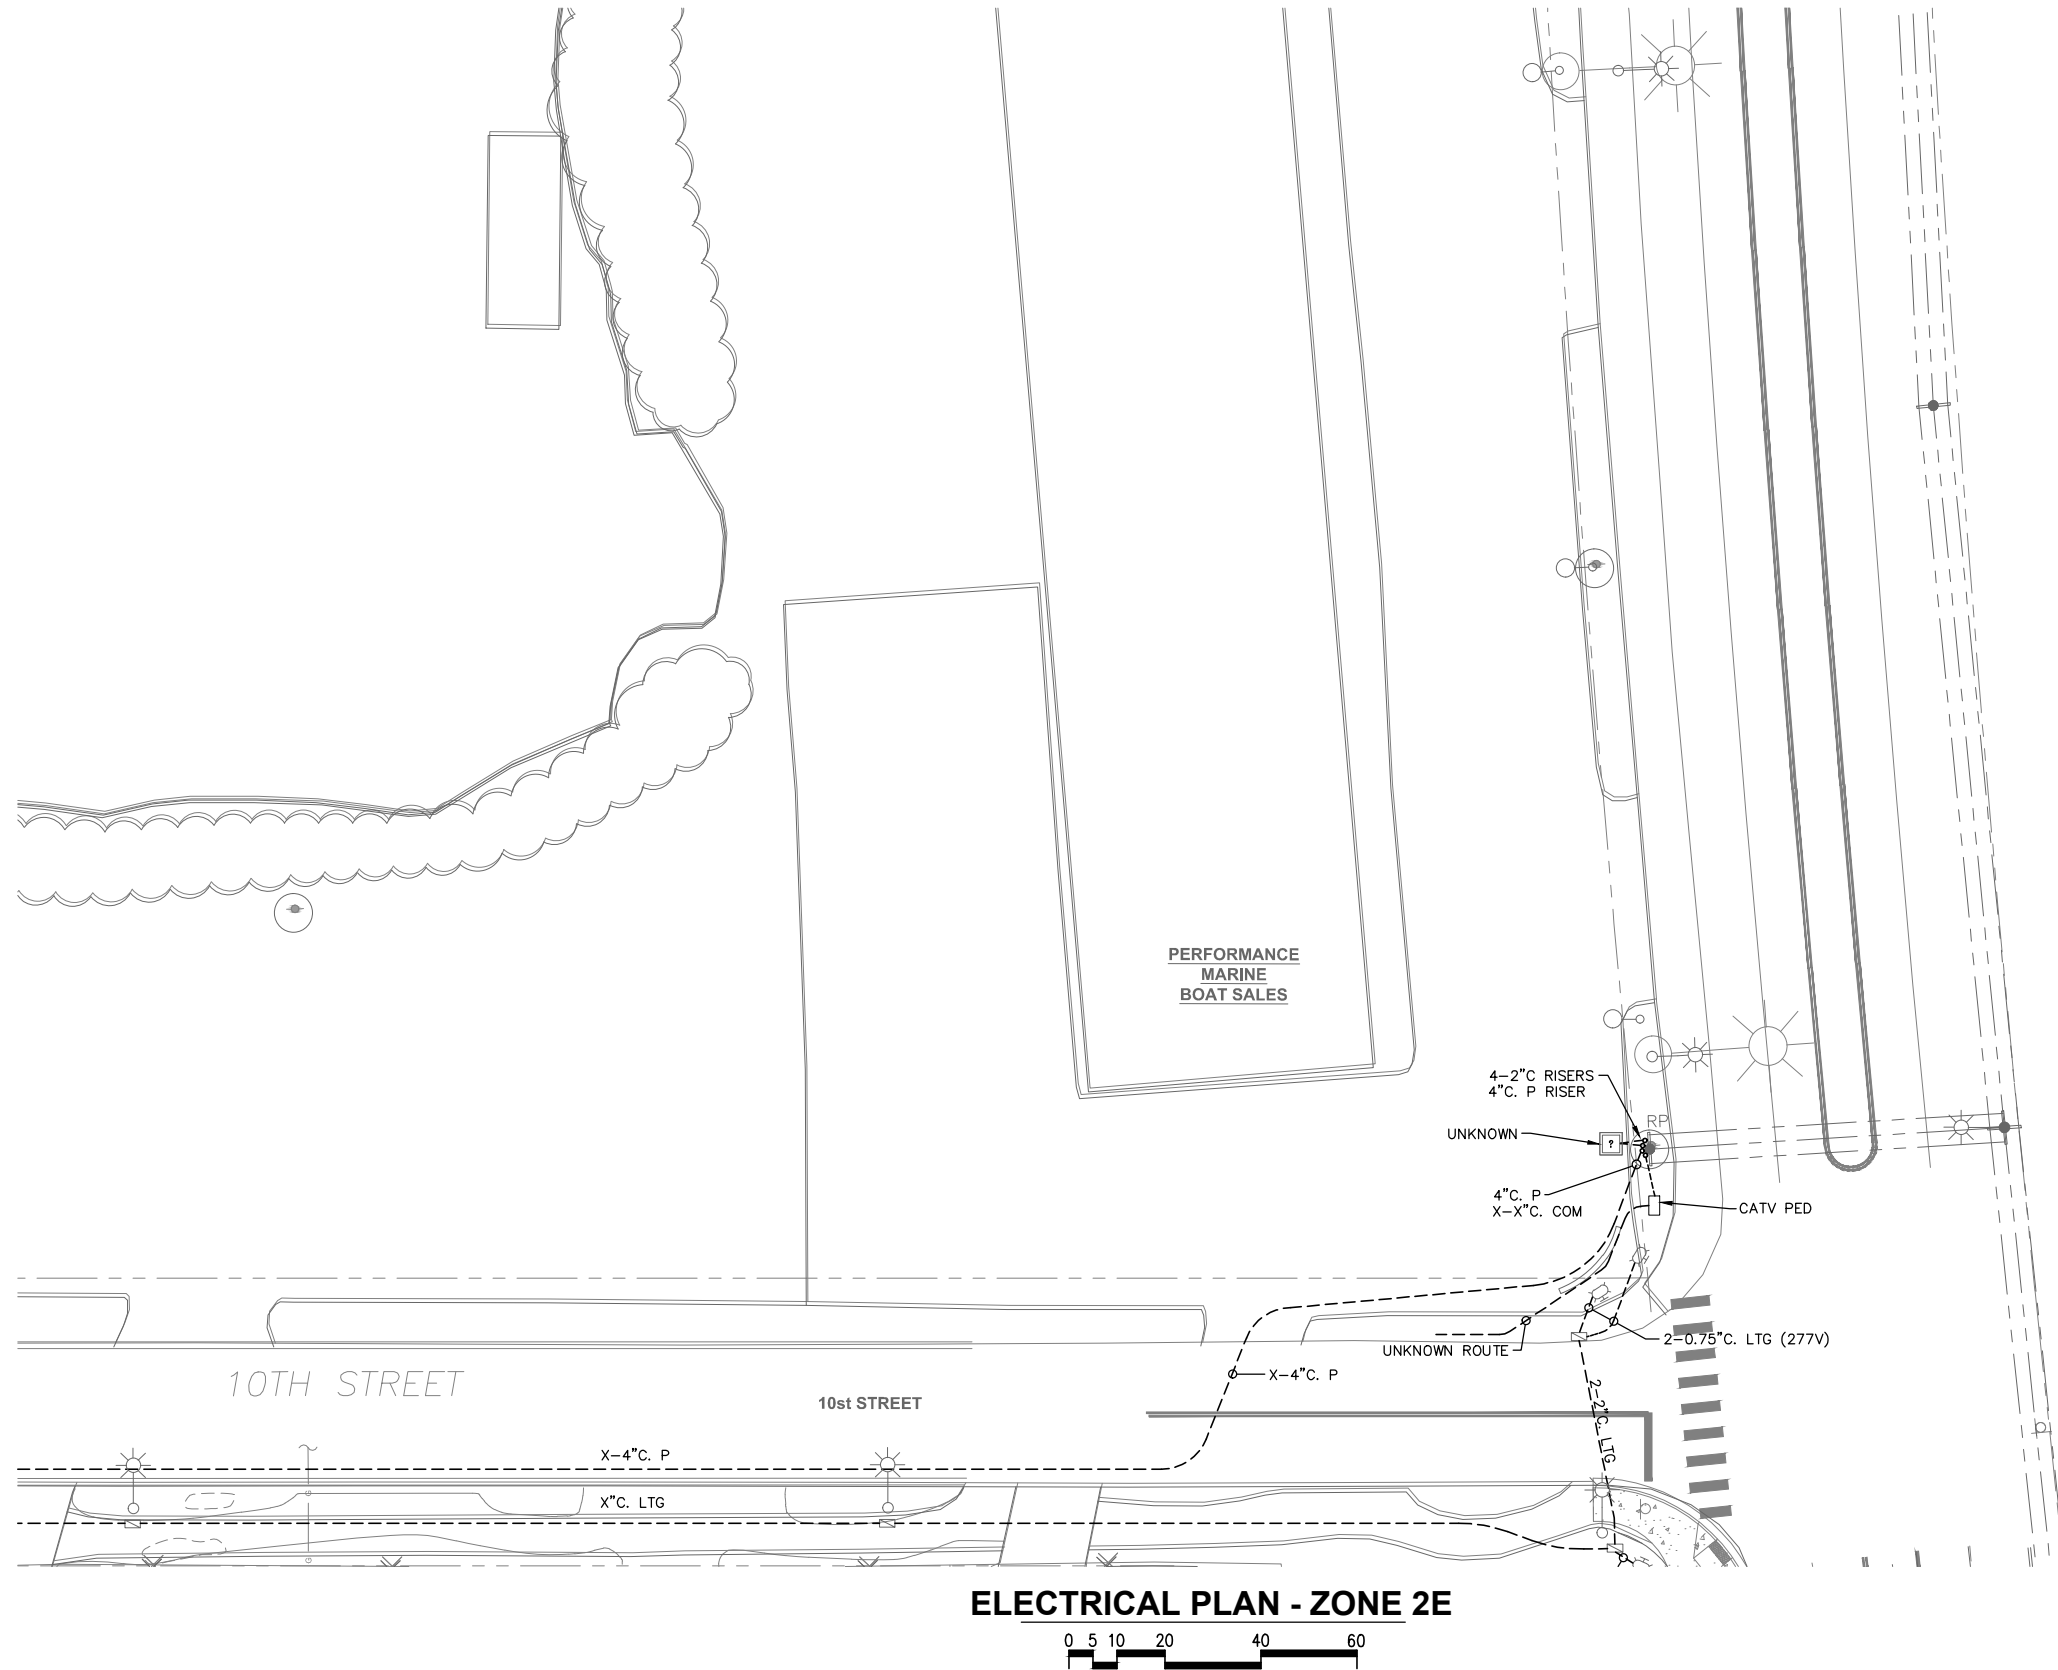 PERFORMANCE
MARINE
BOAT SALES
4-2"C RISERS
4"C. P RISER
RP
UNKNOWN
?
4"C. P
X-X"C. COM
CATV PED
2-0.75"C. LTG (277V)
UNKNOWN ROUTE
X-4"C. P
10TH STREET
10st STREET
2-2"C. LTG
X-4"C. P
X"C. LTG
ELECTRICAL PLAN - ZONE 2E
0 5 10 20 40 60